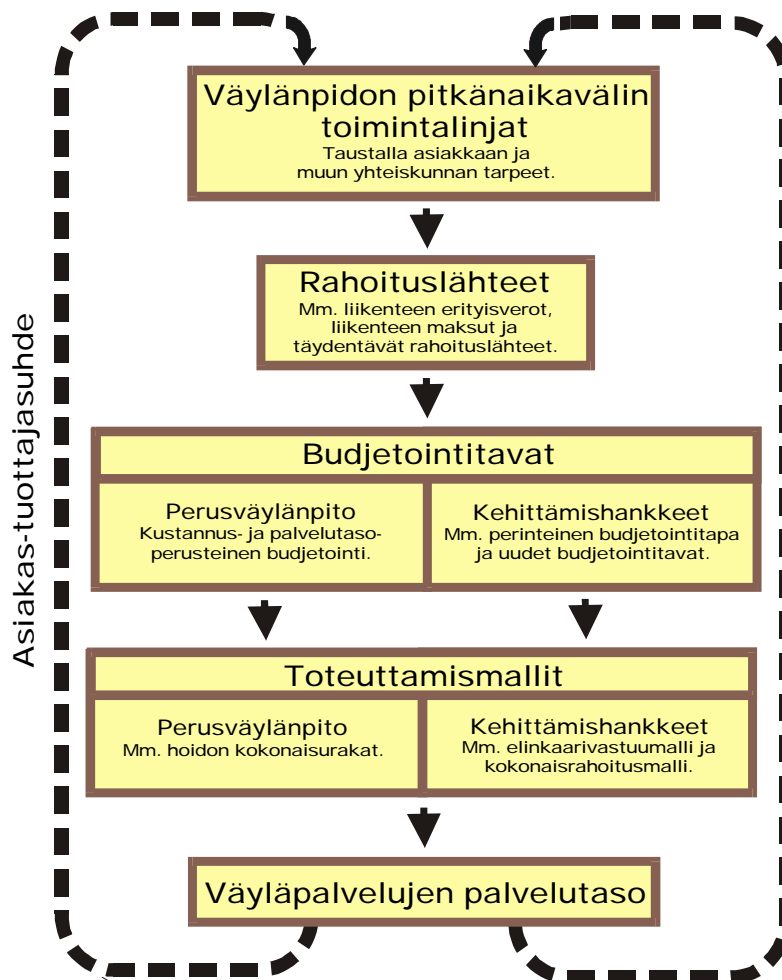 Väylänpidon pitkänaikavälin
toimintalinjat
Taustalla asiakkaan ja
muun yhteiskunnan tarpeet.
Rahoituslähteet
Mm. liikenteen erityisverot,
liikenteen maksut ja
täydentävät rahoituslähteet.
Asiakas-tuottajasuhde
Budjetointitavat
Perusväylänpito
Kustannus- ja palvelutaso-
perusteinen budjetointi.
Kehittämishankkeet
Mm. perinteinen budjetointitapa
ja uudet budjetointitavat.
Toteuttamismallit
Perusväylänpito
Mm. hoidon kokonaisurakat.
Kehittämishankkeet
Mm. elinkaarivastuumalli ja
kokonaisrahoitusmalli.
Väyläpalvelujen palvelutaso